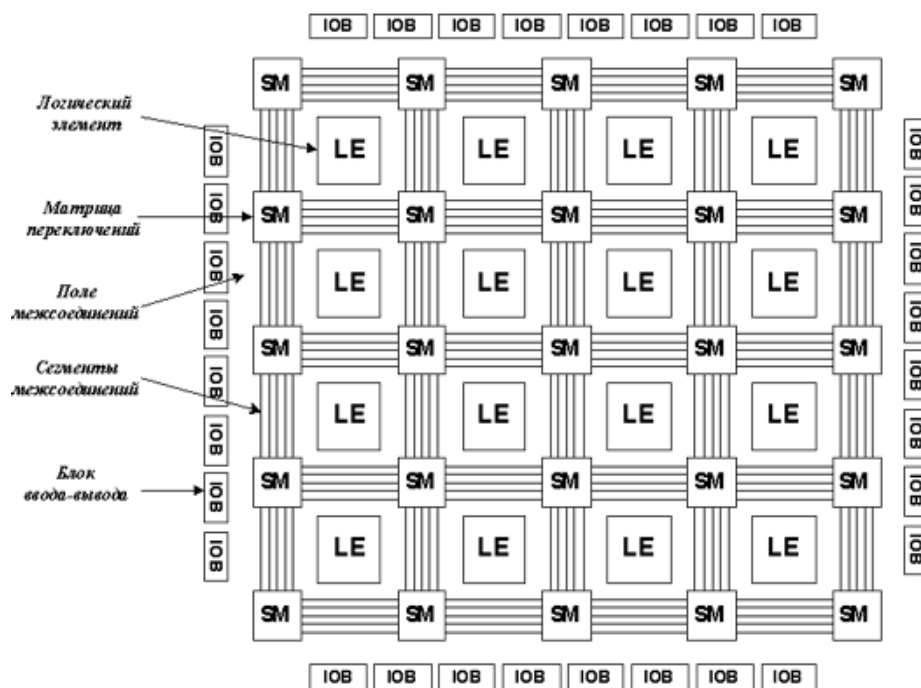 IOB IOB IOB IOB IOB IOB IOB IOB
SM SM SM SM SM
Логический
элемент
LE LE LE LE
IOB
IOB
IOB
IOB
IOB
IOB
IOB
IOB
Матрица
переключений
SM SM SM SM SM
Поле
межсоединений
LE LE LE LE
SM SM SM SM SM
Сегменты
межсоединений
LE LE LE LE
Блок
ввода-вывода
SM SM SM SM SM
LE LE LE LE
SM SM SM SM SM
IOB
IOB
IOB
IOB
IOB
IOB
IOB
IOB
IOB IOB IOB IOB IOB IOB IOB IOB